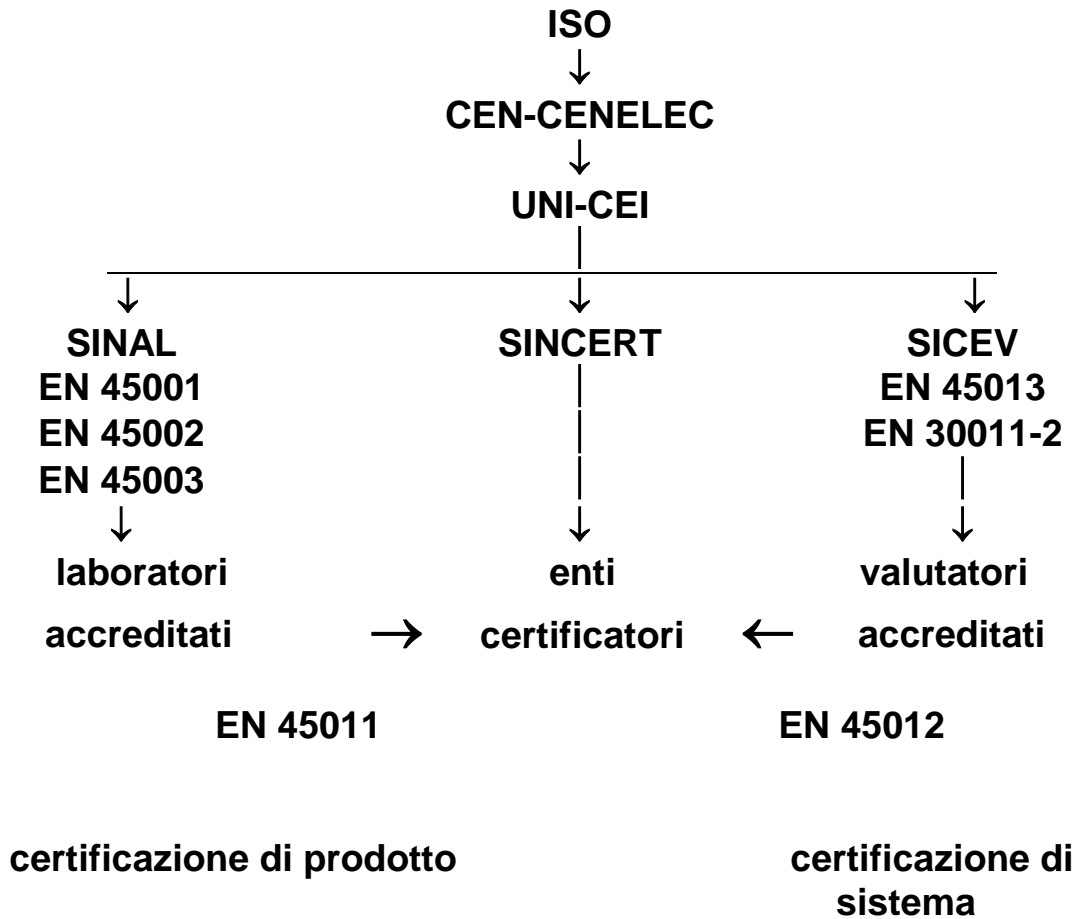 ISO
CEN-CENELEC
UNI-CEI
SINAL SINCERT SICEV
EN 45001 EN 45013
EN 45002 EN 30011-2
EN 45003
laboratori enti valutatori
accreditati → certificatori ← accreditati
EN 45011 EN 45012
certificazione di prodotto certificazione di
sistema